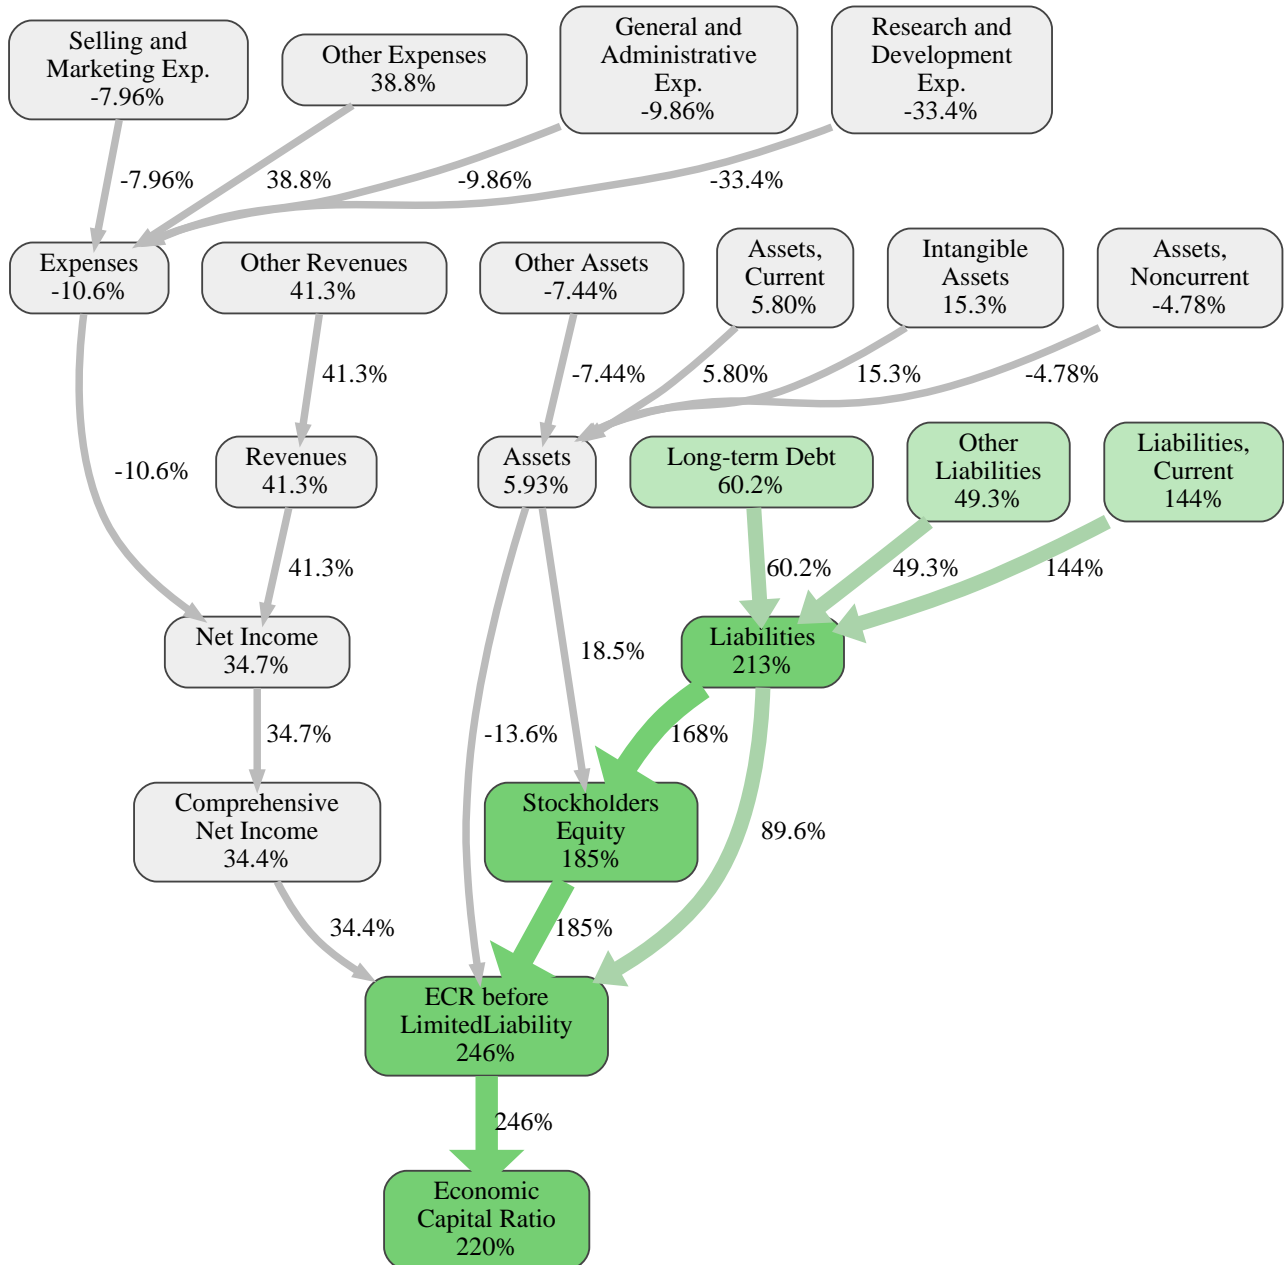 Selling and
Marketing Exp.
-7.96%
Other Expenses
38.8%
General and
Administrative
Exp.
-9.86%
Research and
Development
Exp.
-33.4%
-7.96%
38.8%
-9.86%
-33.4%
Expenses
-10.6%
Other Revenues
41.3%
Other Assets
-7.44%
Assets,
Current
5.80%
Intangible
Assets
15.3%
Assets,
Noncurrent
-4.78%
41.3%
-7.44%
5.80%
15.3%
-4.78%
-10.6%
Revenues
41.3%
Assets
5.93%
Long-term Debt
60.2%
Other
Liabilities
49.3%
Liabilities,
Current
144%
41.3%
60.2%
49.3%
144%
Net Income
34.7%
18.5%
Liabilities
213%
34.7%
-13.6%
168%
Comprehensive
Net Income
34.4%
Stockholders
Equity
185%
89.6%
34.4%
185%
ECR before
LimitedLiability
246%
246%
Economic
Capital Ratio
220%